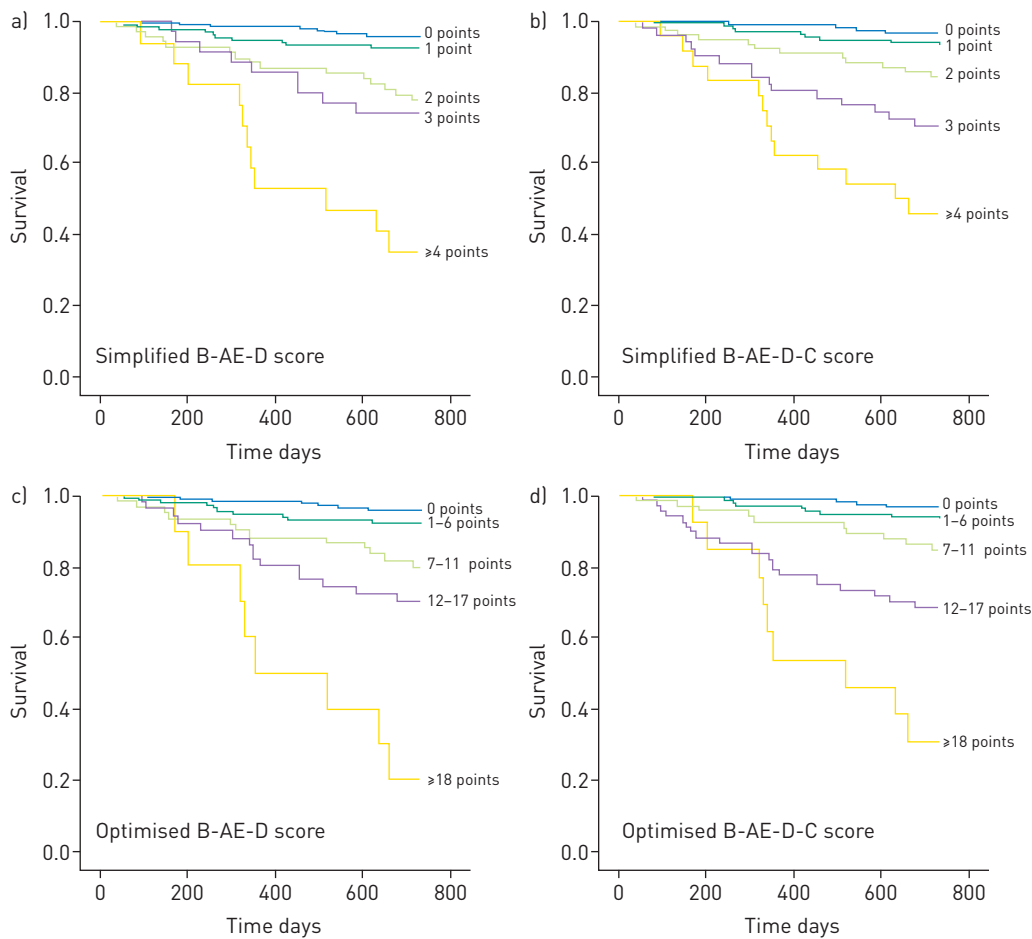 a)
1.0
0.8
0.6
0.4
0.2
0.0
Survival
0 points
1 point
2 points
3 points
⩾4 points
Simplified B-AE-D score
0 200 400 600 800
Time days
b)
1.0
0.8
0.6
0.4
0.2
0.0
Survival
0 points
1 point
2 points
3 points
⩾4 points
Simplified B-AE-D-C score
0 200 400 600 800
Time days
c)
1.0
0.8
0.6
0.4
0.2
0.0
Survival
0 points
1–6 points
7–11 points
12–17 points
⩾18 points
Optimised B-AE-D score
0 200 400 600 800
Time days
d)
1.0
0.8
0.6
0.4
0.2
0.0
Survival
0 points
1–6 points
7–11 points
12–17 points
⩾18 points
Optimised B-AE-D-C score
0 200 400 600 800
Time days